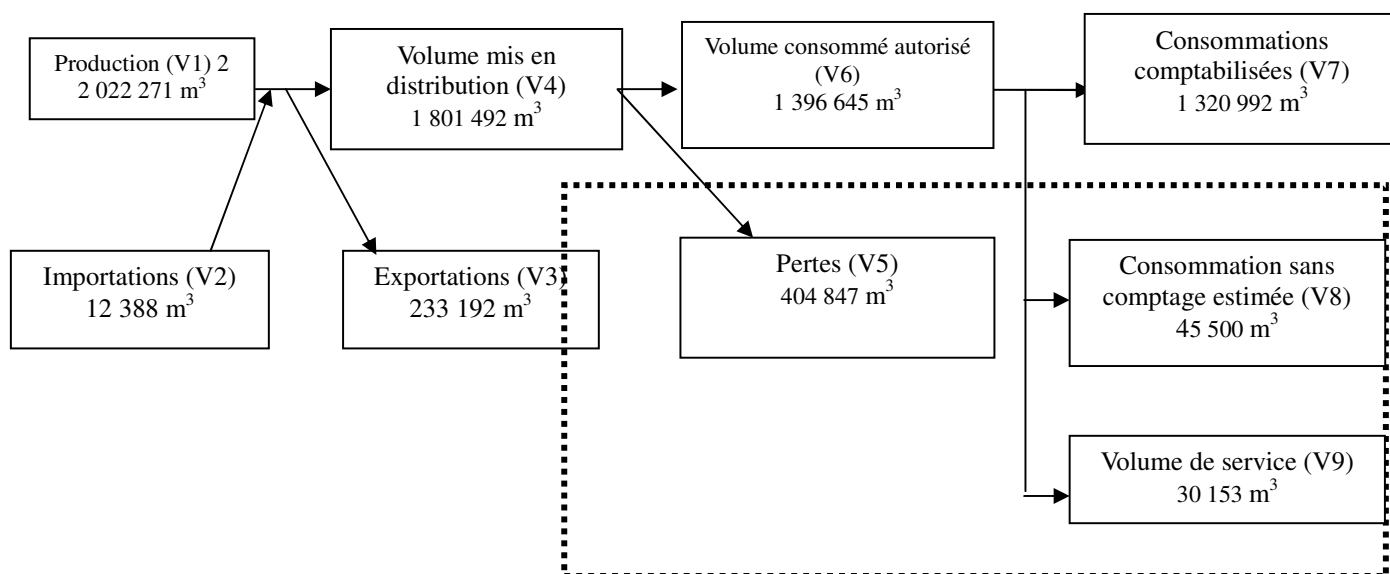 Production (V1) 2
2 022 271 m³
Volume mis en
distribution (V4)
1 801 492 m³
Volume consommé autorisé
(V6)
1 396 645 m³
Consommations
comptabilisées (V7)
1 320 992 m³
Importations (V2)
12 388 m³
Exportations (V3)
233 192 m³
Pertes (V5)
404 847 m³
Consommation sans
comptage estimée (V8)
45 500 m³
Volume de service (V9)
30 153 m³